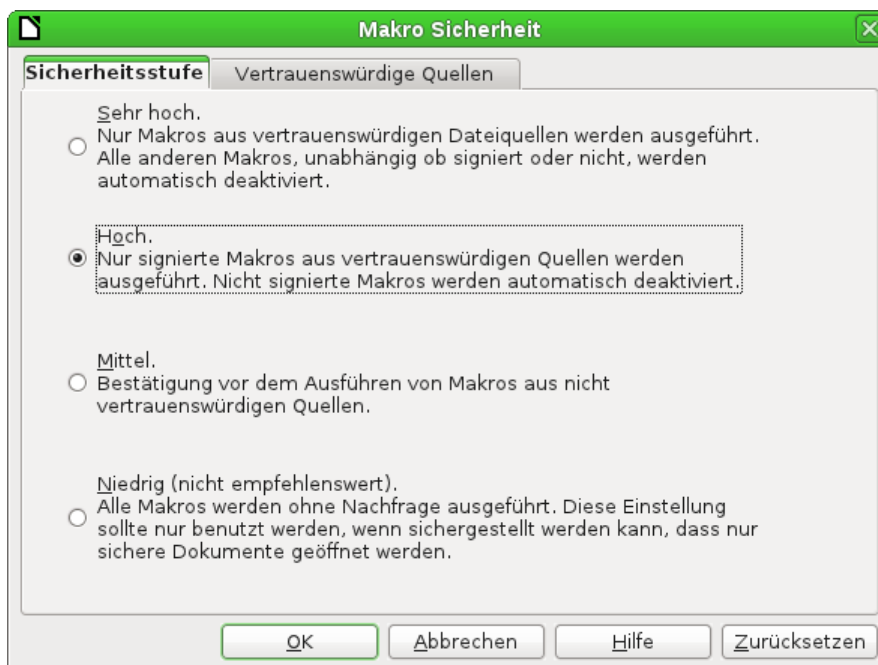 Makro Sicherheit
Sicherheitsstufe
Vertrauenswürdige Quellen
Sehr hoch.
Nur Makros aus vertrauenswürdigen Dateiquellen werden ausgeführt.
Alle anderen Makros, unabhängig ob signiert oder nicht, werden
automatisch deaktiviert.
Hoch.
Nur signierte Makros aus vertrauenswürdigen Quellen werden
ausgeführt. Nicht signierte Makros werden automatisch deaktiviert.
Mittel.
Bestätigung vor dem Ausführen von Makros aus nicht
vertrauenswürdigen Quellen.
Niedrig (nicht empfehlenswert).
Alle Makros werden ohne Nachfrage ausgeführt. Diese Einstellung
sollte nur benutzt werden, wenn sichergestellt werden kann, dass nur
sichere Dokumente geöffnet werden.
OK
Abbrechen
Hilfe
Zurücksetzen